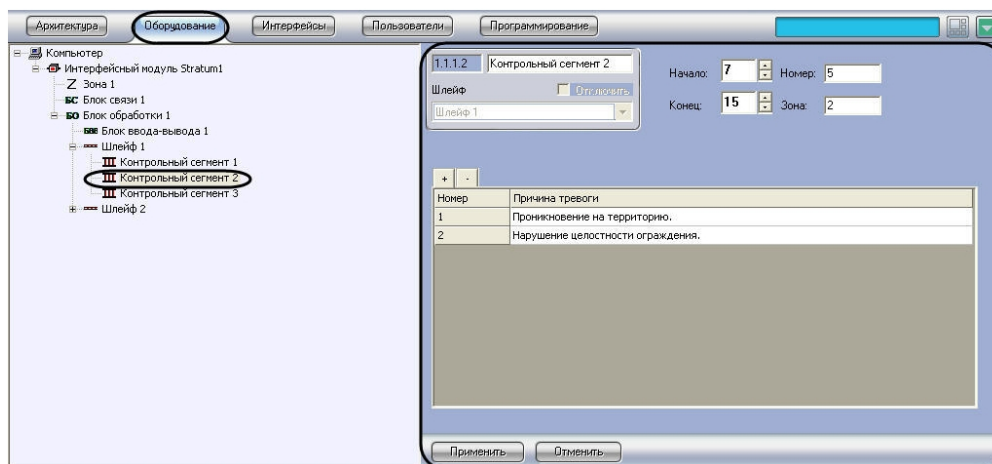 Архитектура Оборудование Интерфейсы Пользователи Программирование
Компьютер
Интерфейсный модуль Stratum1
Z Зона 1
БС Блок связи 1
БО Блок обработки 1
БВВ Блок ввода-вывода 1
Шлейф 1
Контрольный сегмент 1
Контрольный сегмент 2
Контрольный сегмент 3
Шлейф 2
1.1.1.2 Контрольный сегмент 2
Шлейф Отключить
Шлейф 1
Начало: 7 Номер: 5
Конец: 15 Зона: 2
+ -
Номер Причина тревоги
1 Проникновение на территорию.
2 Нарушение целостности ограждения.
Применить Отменить